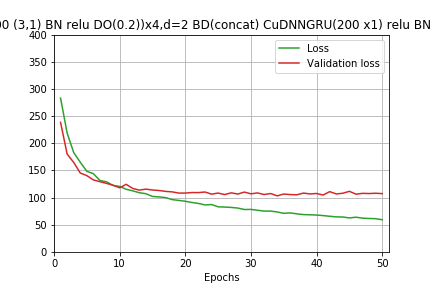 00 (3,1) BN relu DO(0.2))x4,d=2 BD(concat) CuDNNGRU(200 x1) relu BN
400
350
300
250
200
150
100
50
0
Loss
Validation loss
0 10 20 30 40 50
Epochs